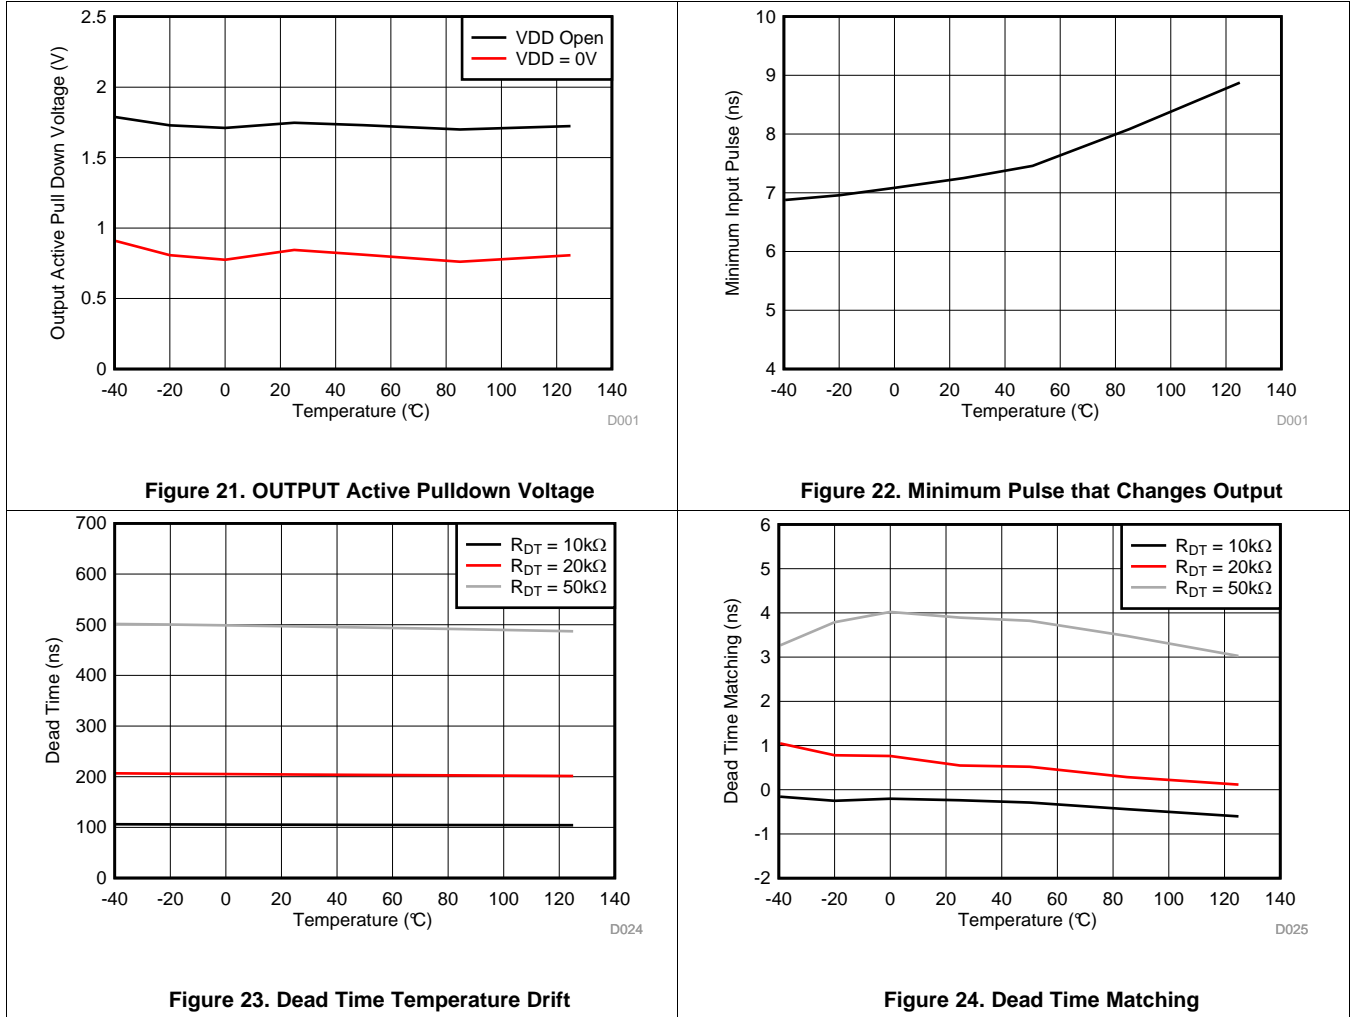 2.5
2
1.5
1
0.5
0
Output Active Pull Down Voltage (V)
VDD Open
VDD = 0V
-40 -20 0 20 40 60 80 100 120 140
Temperature (°C)
D001
Figure 21. OUTPUT Active Pulldown Voltage
10
9
8
7
6
5
4
Minimum Input Pulse (ns)
-40 -20 0 20 40 60 80 100 120 140
Temperature (°C)
D001
Figure 22. Minimum Pulse that Changes Output
700
600
500
400
300
200
100
0
Dead Time (ns)
RDT = 10kΩ
RDT = 20kΩ
RDT = 50kΩ
-40 -20 0 20 40 60 80 100 120 140
Temperature (°C)
D024
Figure 23. Dead Time Temperature Drift
6
5
4
3
2
1
0
-1
-2
Dead Time Matching (ns)
RDT = 10kΩ
RDT = 20kΩ
RDT = 50kΩ
-40 -20 0 20 40 60 80 100 120 140
Temperature (°C)
D025
Figure 24. Dead Time Matching